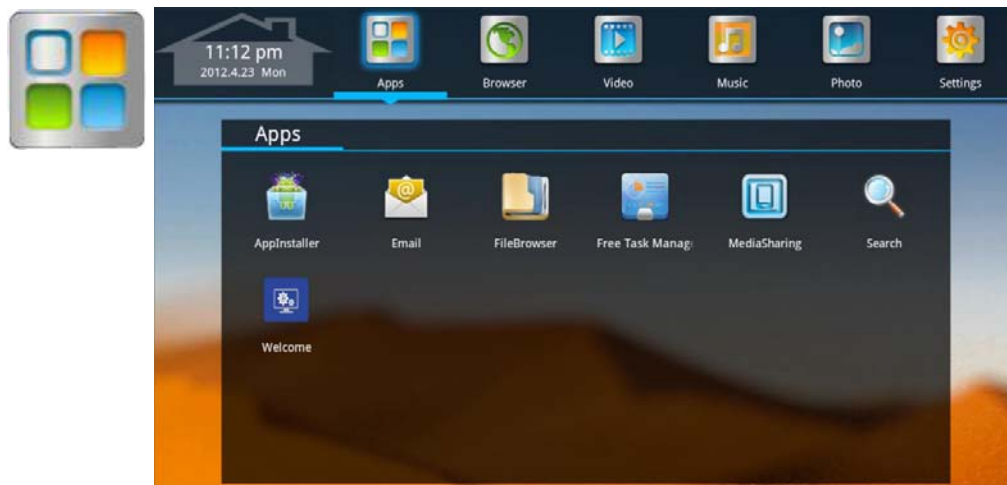 11:12 pm
2012.4.23 Mon
Apps
Browser
Video
Music
Photo
Settings
Apps
AppInstaller
Email
FileBrowser
Free Task Manag
MediaSharing
Search
Welcome